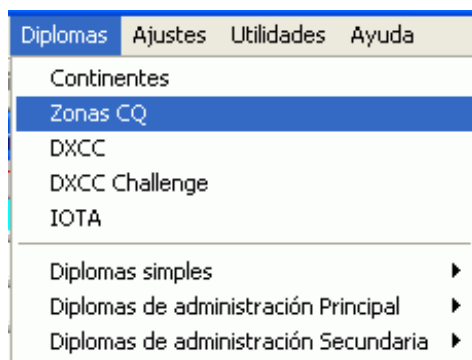 Diplomas Ajustes Utilidades Ayuda
Continentes
Zonas CQ
DXCC
DXCC Challenge
IOTA
Diplomas simples
Diplomas de administración Principal
Diplomas de administración Secundaria